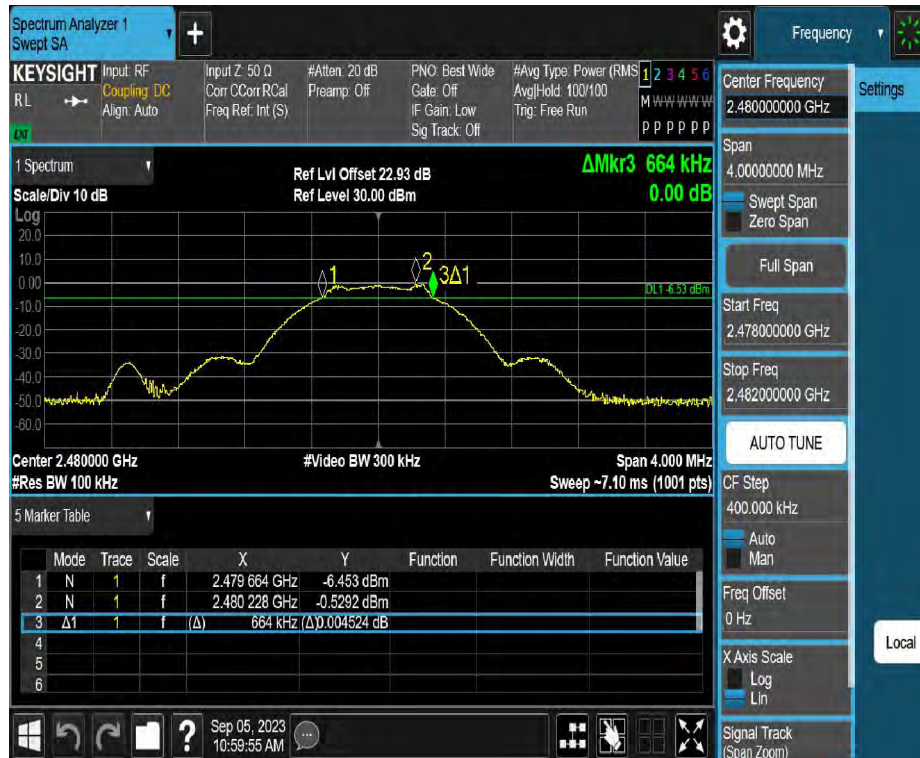 Spectrum Analyzer 1
Swept SA
+
Frequency
KEYSIGHT
RL
Input: RF
Coupling: DC
Align: Auto
Input Z: 50 Ω
Corr CCorr RCal
Freq Ref: Int (S)
#Atten: 20 dB
Preamp: Off
PNO: Best Wide
Gate: Off
IF Gain: Low
Sig Track: Off
#Avg Type: Power (RMS
Avg|Hold: 100/100
Trig: Free Run
1 2 3 4 5 6
M W W W W W
P P P P P P
Center Frequency
2.480000000 GHz
Settings
1 Spectrum
Scale/Div 10 dB
Ref Lvl Offset 22.93 dB
Ref Level 30.00 dBm
ΔMkr3 664 kHz
0.00 dB
Span
4.00000000 MHz
Swept Span
Zero Span
Full Span
Start Freq
2.478000000 GHz
Stop Freq
2.482000000 GHz
AUTO TUNE
CF Step
400.000 kHz
Auto
Man
Freq Offset
0 Hz
X Axis Scale
Log
Lin
Signal Track
(Span Zoom)
Local
Log
20.0
10.0
0.00
-10.0
-20.0
-30.0
-40.0
-50.0
-60.0
1
2
3Δ1
DL1 -6.53 dBm
Center 2.480000 GHz
#Video BW 300 kHz
Span 4.000 MHz
#Res BW 100 kHz
Sweep ~7.10 ms (1001 pts)
5 Marker Table
Mode Trace Scale X Y Function Function Width Function Value
1 N 1 f 2.479 664 GHz -6.453 dBm
2 N 1 f 2.480 228 GHz -0.5292 dBm
3 Δ1 1 f (Δ) 664 kHz (Δ)0.004524 dB
4
5
6
?
Sep 05, 2023
10:59:55 AM